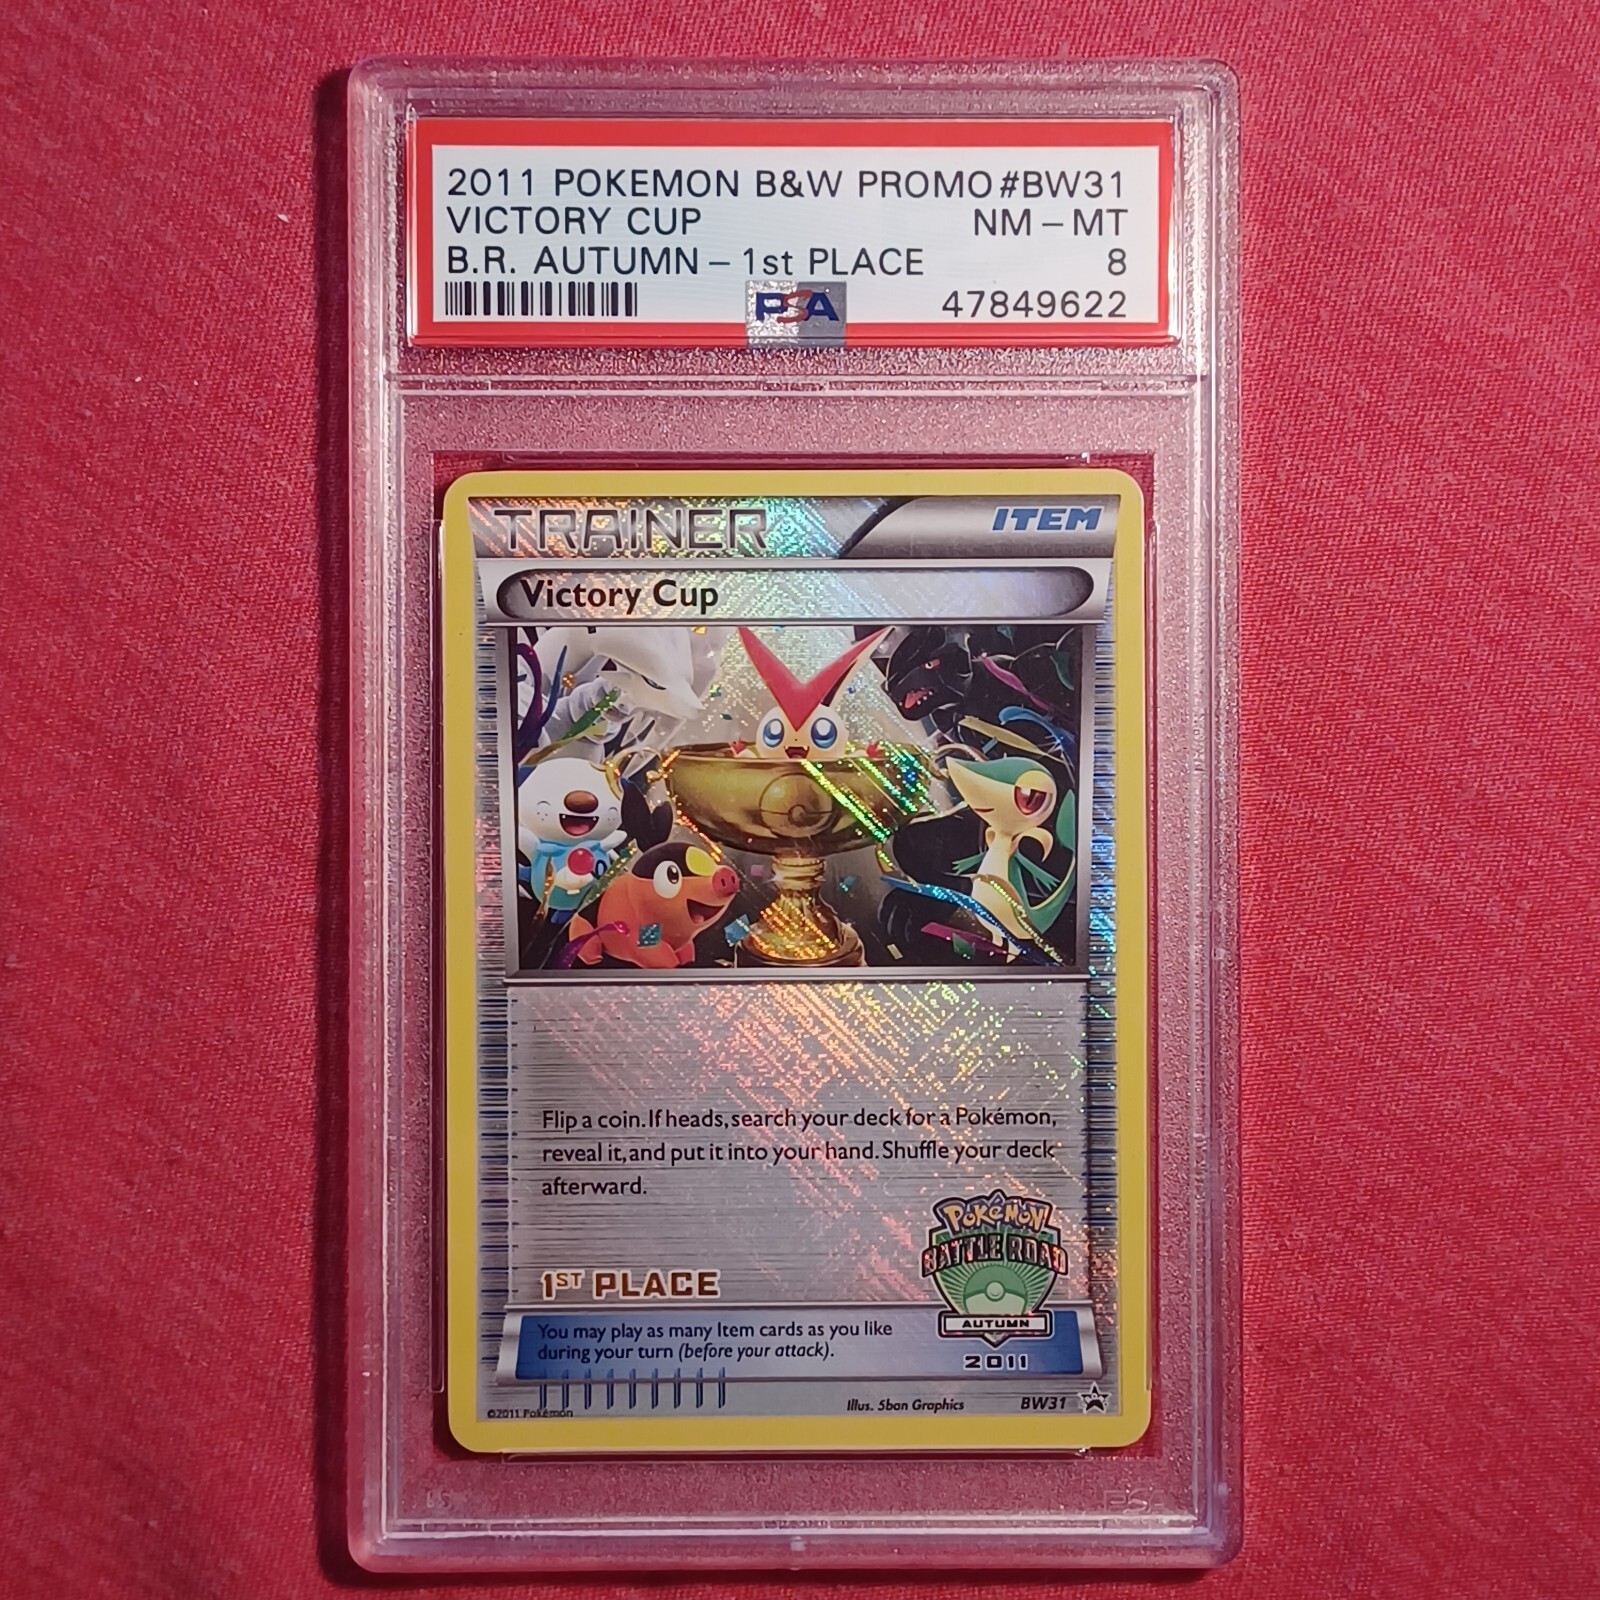 2011 POKEMON B&W PROMO #BW31
VICTORY CUP NM - MT
B.R. AUTUMN - 1st PLACE 8
PSA 47849622
TRAINER ITEM
Victory Cup
Flip a coin. If heads, search your deck for a Pokémon,
reveal it, and put it into your hand. Shuffle your deck
afterward.
POKéMON
BATTLE ROAD
AUTUMN
2011
1ST PLACE
You may play as many Item cards as you like
during your turn (before your attack).
©2011 Pokémon Illus. 5ban Graphics BW31
PSA